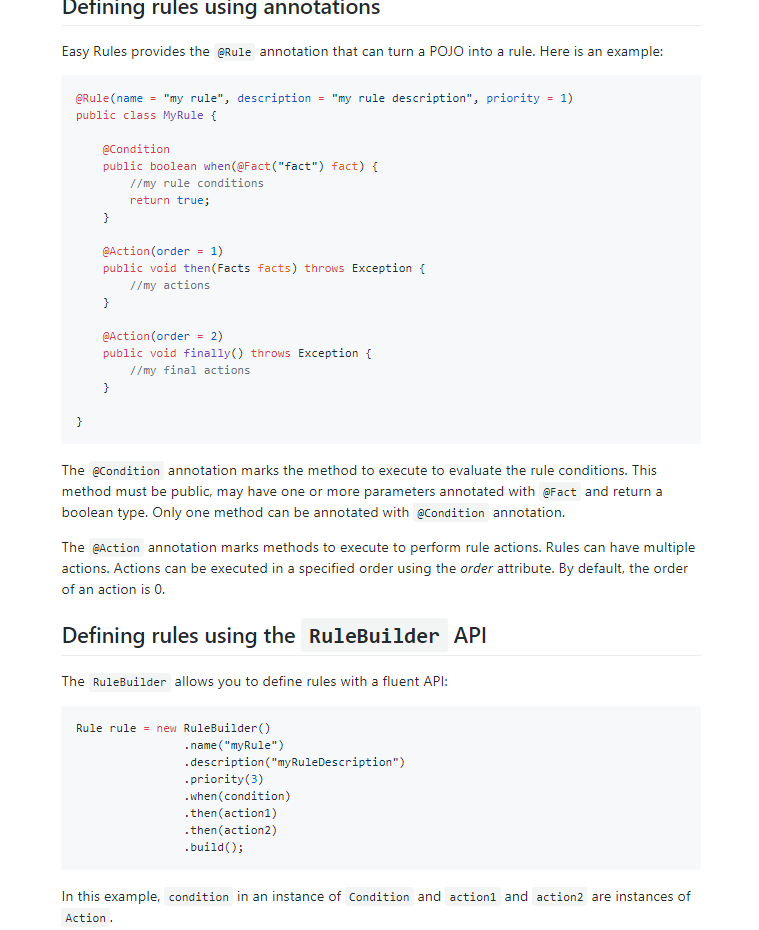 Defining rules using annotations
Easy Rules provides the @Rule annotation that can turn a POJO into a rule. Here is an example:
@Rule(name = "my rule", description = "my rule description", priority = 1)
public class MyRule {
    @Condition
    public boolean when(@Fact("fact") fact) {
        //my rule conditions
        return true;
    }
    @Action(order = 1)
    public void then(Facts facts) throws Exception {
        //my actions
    }
    @Action(order = 2)
    public void finally() throws Exception {
        //my final actions
    }
}
The @Condition annotation marks the method to execute to evaluate the rule conditions. This
method must be public, may have one or more parameters annotated with @Fact and return a
boolean type. Only one method can be annotated with @Condition annotation.
The @Action annotation marks methods to execute to perform rule actions. Rules can have multiple
actions. Actions can be executed in a specified order using the order attribute. By default, the order
of an action is 0.
Defining rules using the RuleBuilder API
The RuleBuilder allows you to define rules with a fluent API:
Rule rule = new RuleBuilder()
                .name("myRule")
                .description("myRuleDescription")
                .priority(3)
                .when(condition)
                .then(action1)
                .then(action2)
                .build();
In this example, condition in an instance of Condition and action1 and action2 are instances of
Action.